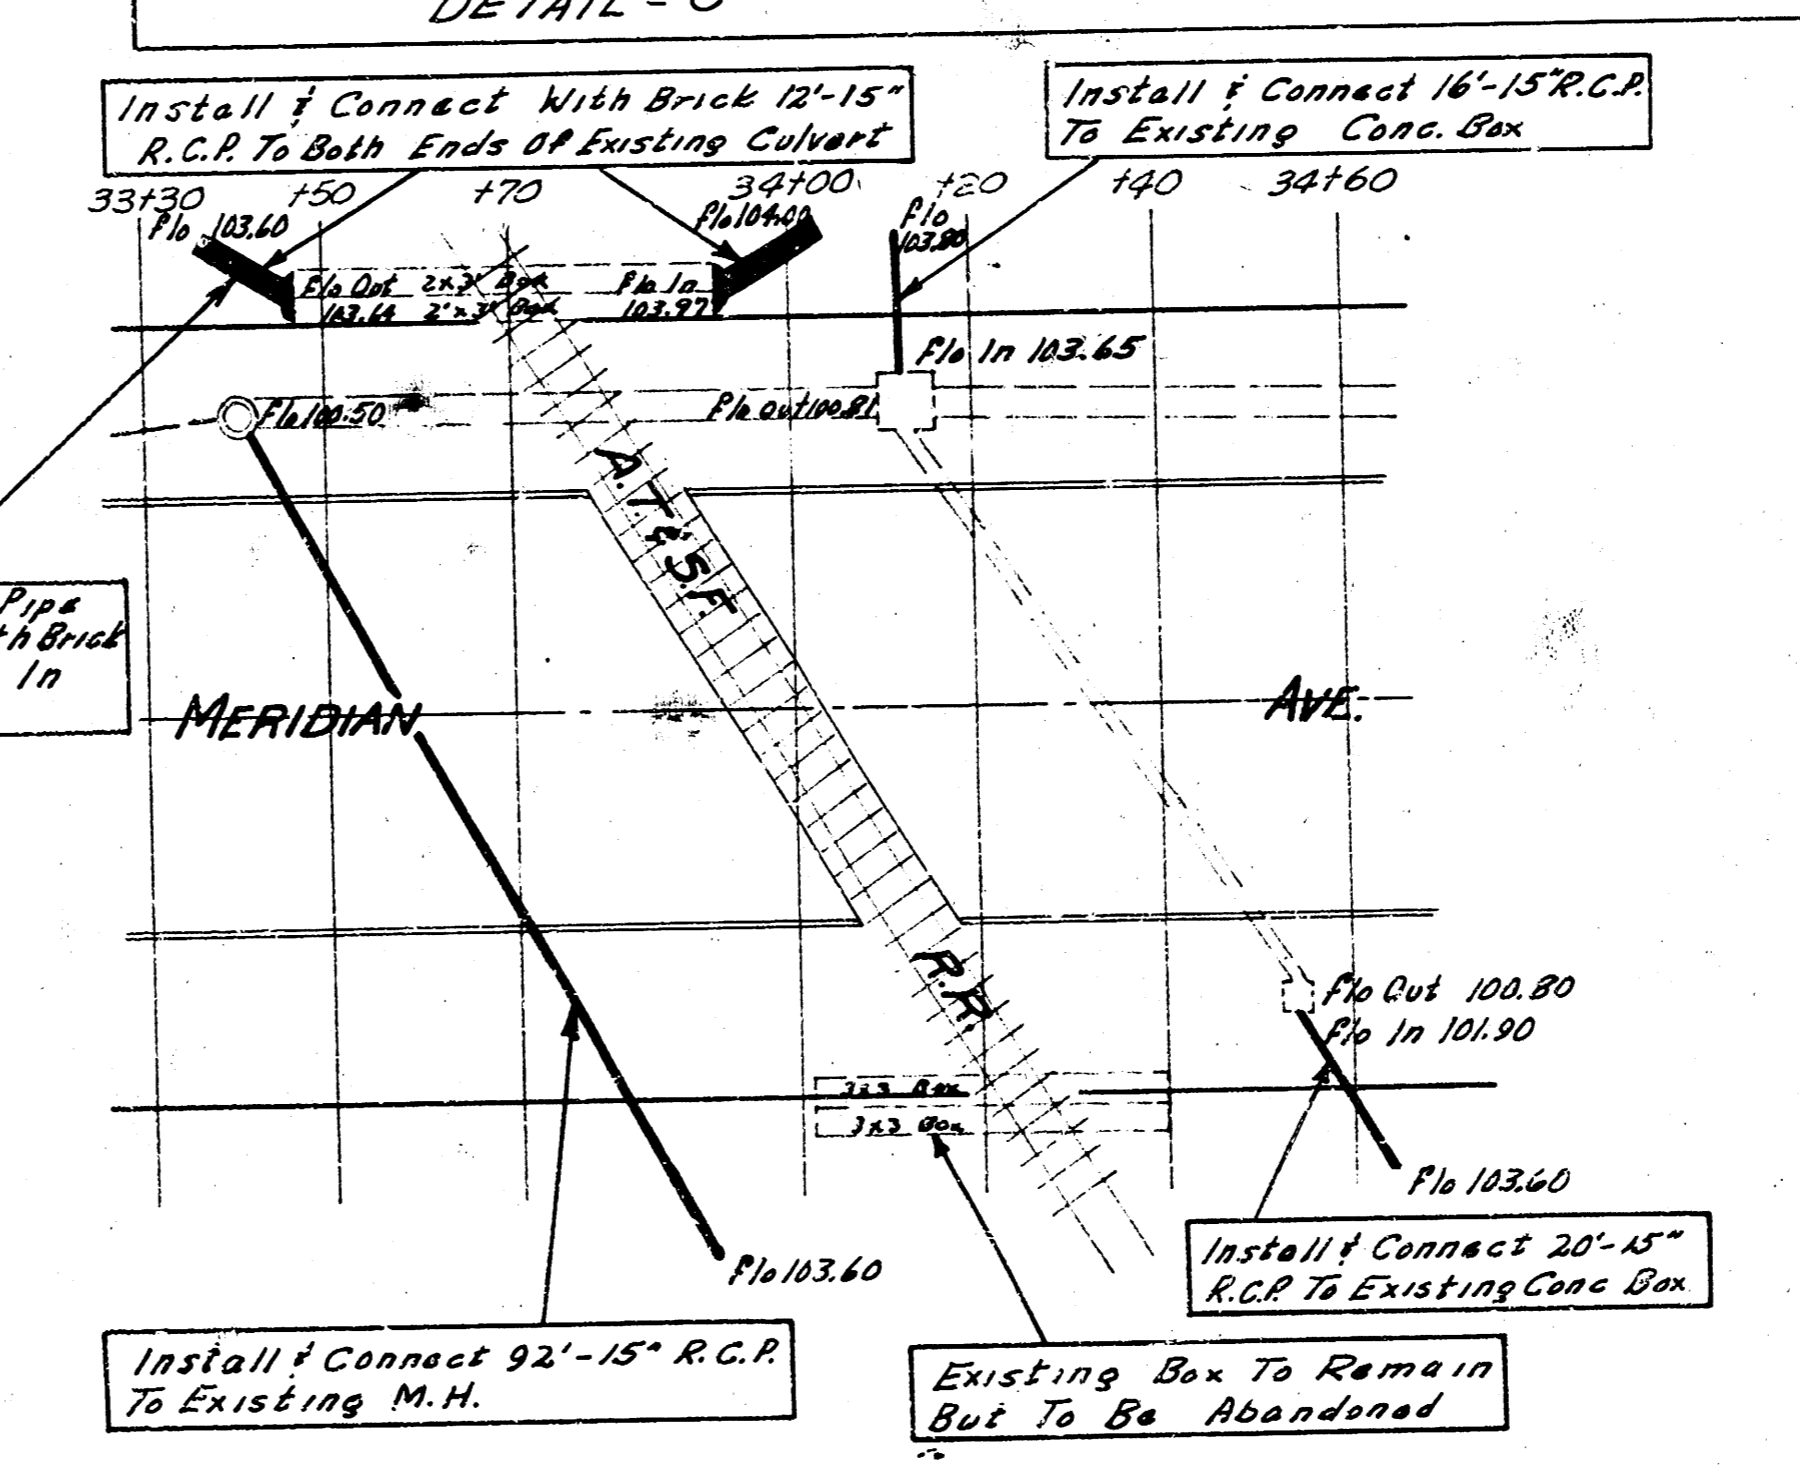 DETAIL - C
Install & Connect With Brick 12'-15"
R.C.P. To Both Ends Of Existing Culvert
Install & Connect 16'-15" R.C.P.
To Existing Conc. Box
33+30 +50 +70 34+00 +20 +40 34+60
flo 103.60
flo 104.00
flo
103.80
flo Out 2x3' Box flo In
103.64 2'x3' Box 103.97
flo In 103.65
flo 100.50
flo Out 100.81
A.T.&S.F.
Pipe
th Brick
In
MERIDIAN AVE.
R.R.
flo Out 100.80
flo In 101.90
3x3 Box
3x3 Box
flo 103.60
flo 103.60
Install & Connect 20'-15"
R.C.P. To Existing Conc Box
Install & Connect 92'-15" R.C.P.
To Existing M.H.
Existing Box To Remain
But To Be Abandoned